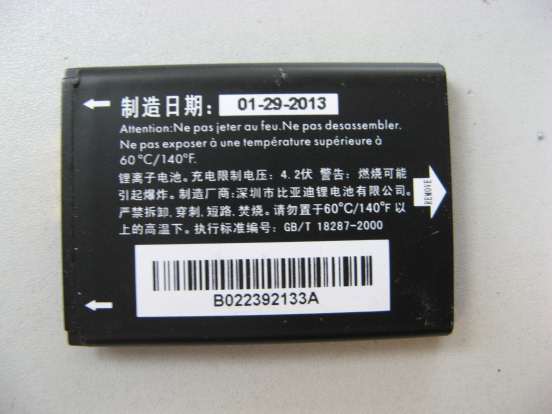 制造日期: 01-29-2013
Attention:Ne pas jeter au feu.Ne pas desassembler.
Ne pas exposer à une température supérieure à
60°C/140°F.
锂离子电池。充电限制电压: 4.2伏 警告: 燃烧可能
引起爆炸。制造厂商:深圳市比亚迪锂电池有限公司。
严禁拆卸, 穿刺, 短路, 焚烧。请勿置于60°C/140°F以
上的高温下。执行标准编号: GB/T 18287-2000
REMOVE
B022392133A